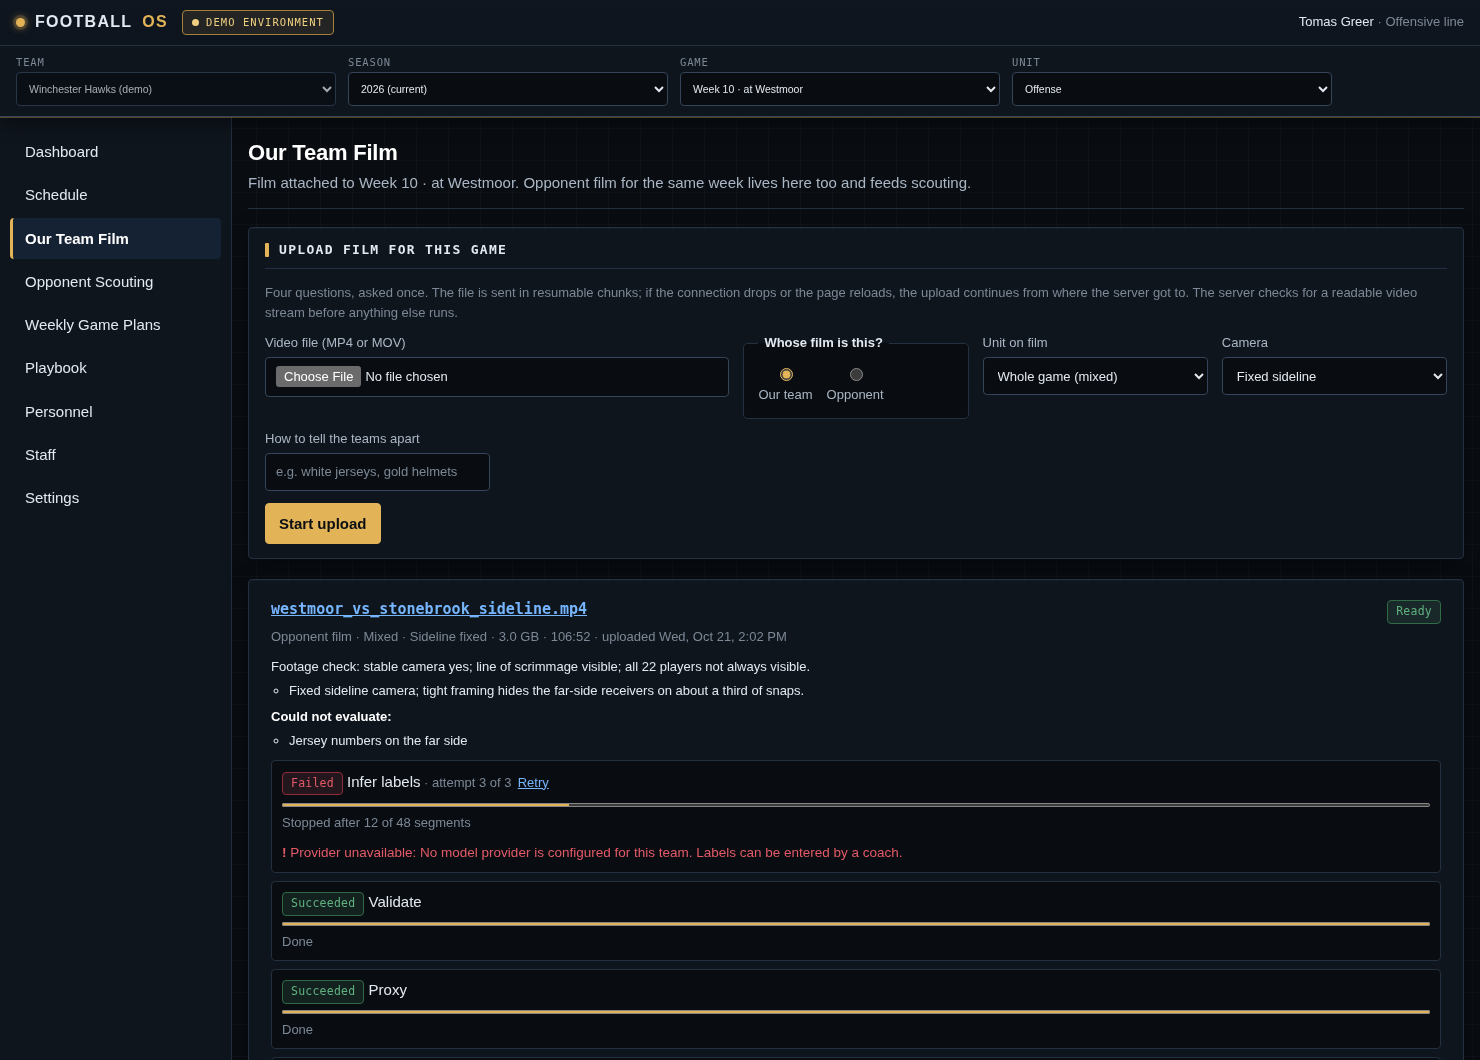 FOOTBALL OS
DEMO ENVIRONMENT
Tomas Greer · Offensive line
TEAM
SEASON
GAME
UNIT
Winchester Hawks (demo)
2026 (current)
Week 10 · at Westmoor
Offense
Dashboard
Schedule
Our Team Film
Opponent Scouting
Weekly Game Plans
Playbook
Personnel
Staff
Settings
Our Team Film
Film attached to Week 10 · at Westmoor. Opponent film for the same week lives here too and feeds scouting.
UPLOAD FILM FOR THIS GAME
Four questions, asked once. The file is sent in resumable chunks; if the connection drops or the page reloads, the upload continues from where the server got to. The server checks for a readable video
stream before anything else runs.
Video file (MP4 or MOV)
Choose File No file chosen
Whose film is this?
Our team
Opponent
Unit on film
Whole game (mixed)
Camera
Fixed sideline
How to tell the teams apart
e.g. white jerseys, gold helmets
Start upload
westmoor_vs_stonebrook_sideline.mp4
Ready
Opponent film · Mixed · Sideline fixed · 3.0 GB · 106:52 · uploaded Wed, Oct 21, 2:02 PM
Footage check: stable camera yes; line of scrimmage visible; all 22 players not always visible.
Fixed sideline camera; tight framing hides the far-side receivers on about a third of snaps.
Could not evaluate:
Jersey numbers on the far side
Failed Infer labels · attempt 3 of 3 Retry
Stopped after 12 of 48 segments
! Provider unavailable: No model provider is configured for this team. Labels can be entered by a coach.
Succeeded Validate
Done
Succeeded Proxy
Done